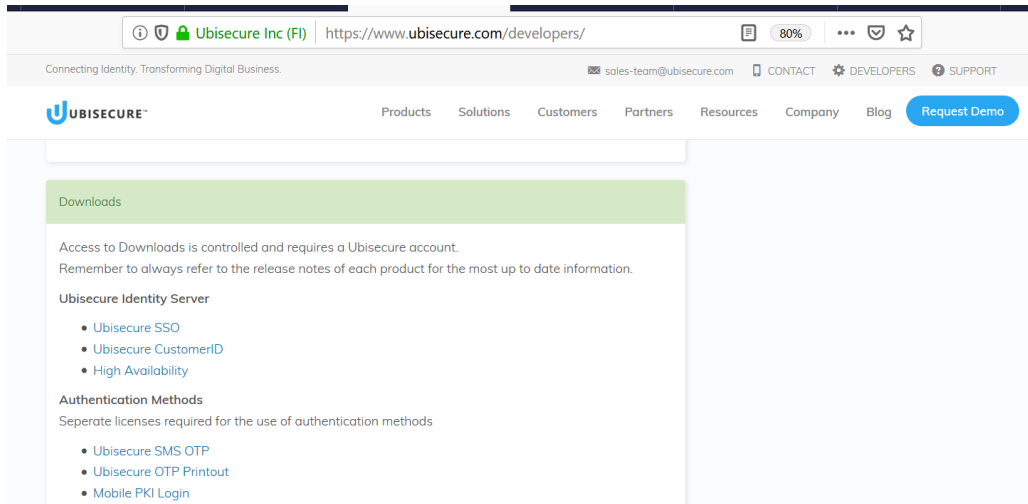 Ubisecure Inc (FI) https://www.ubisecure.com/developers/ 80%
Connecting Identity. Transforming Digital Business. sales-team@ubisecure.com CONTACT DEVELOPERS SUPPORT
UBISECURE™ Products Solutions Customers Partners Resources Company Blog Request Demo
Downloads
Access to Downloads is controlled and requires a Ubisecure account.
Remember to always refer to the release notes of each product for the most up to date information.
Ubisecure Identity Server
Ubisecure SSO
Ubisecure CustomerID
High Availability
Authentication Methods
Seperate licenses required for the use of authentication methods
Ubisecure SMS OTP
Ubisecure OTP Printout
Mobile PKI Login